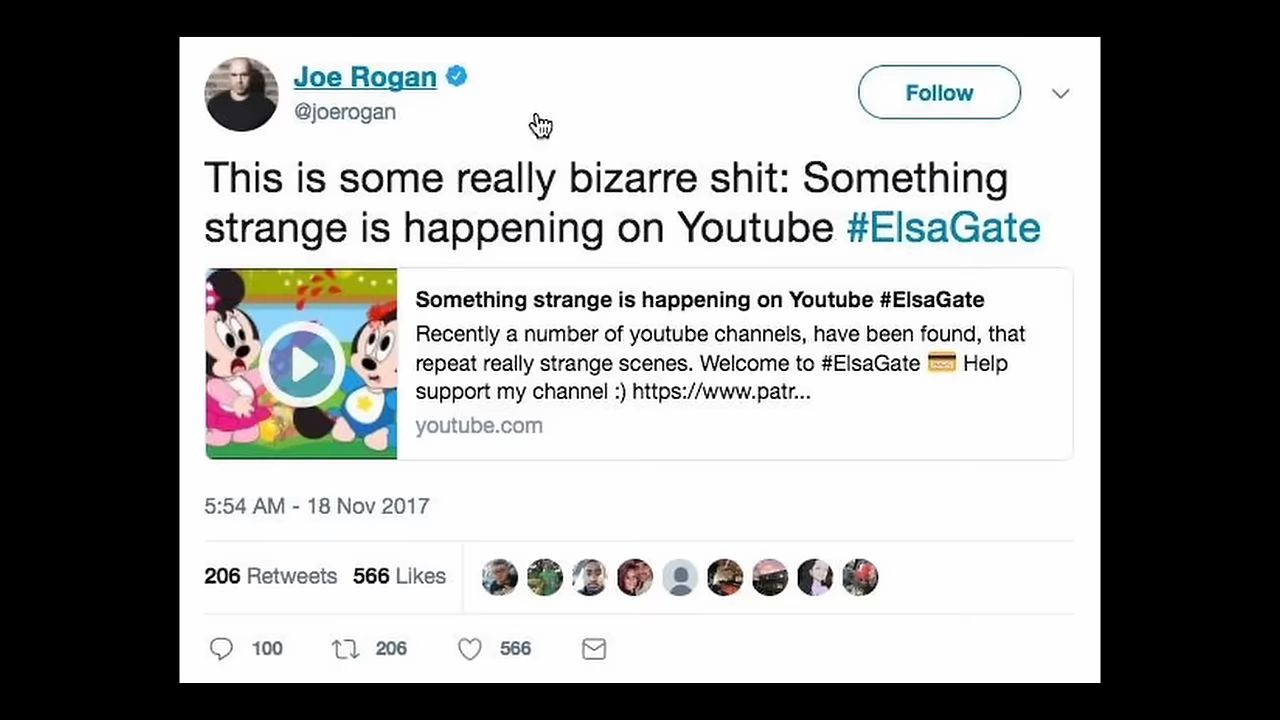 Joe Rogan
@joerogan
Follow
This is some really bizarre shit: Something
strange is happening on Youtube #ElsaGate
Something strange is happening on Youtube #ElsaGate
Recently a number of youtube channels, have been found, that
repeat really strange scenes. Welcome to #ElsaGate 💳 Help
support my channel :) https://www.patr...
youtube.com
5:54 AM - 18 Nov 2017
206 Retweets 566 Likes
100 206 566